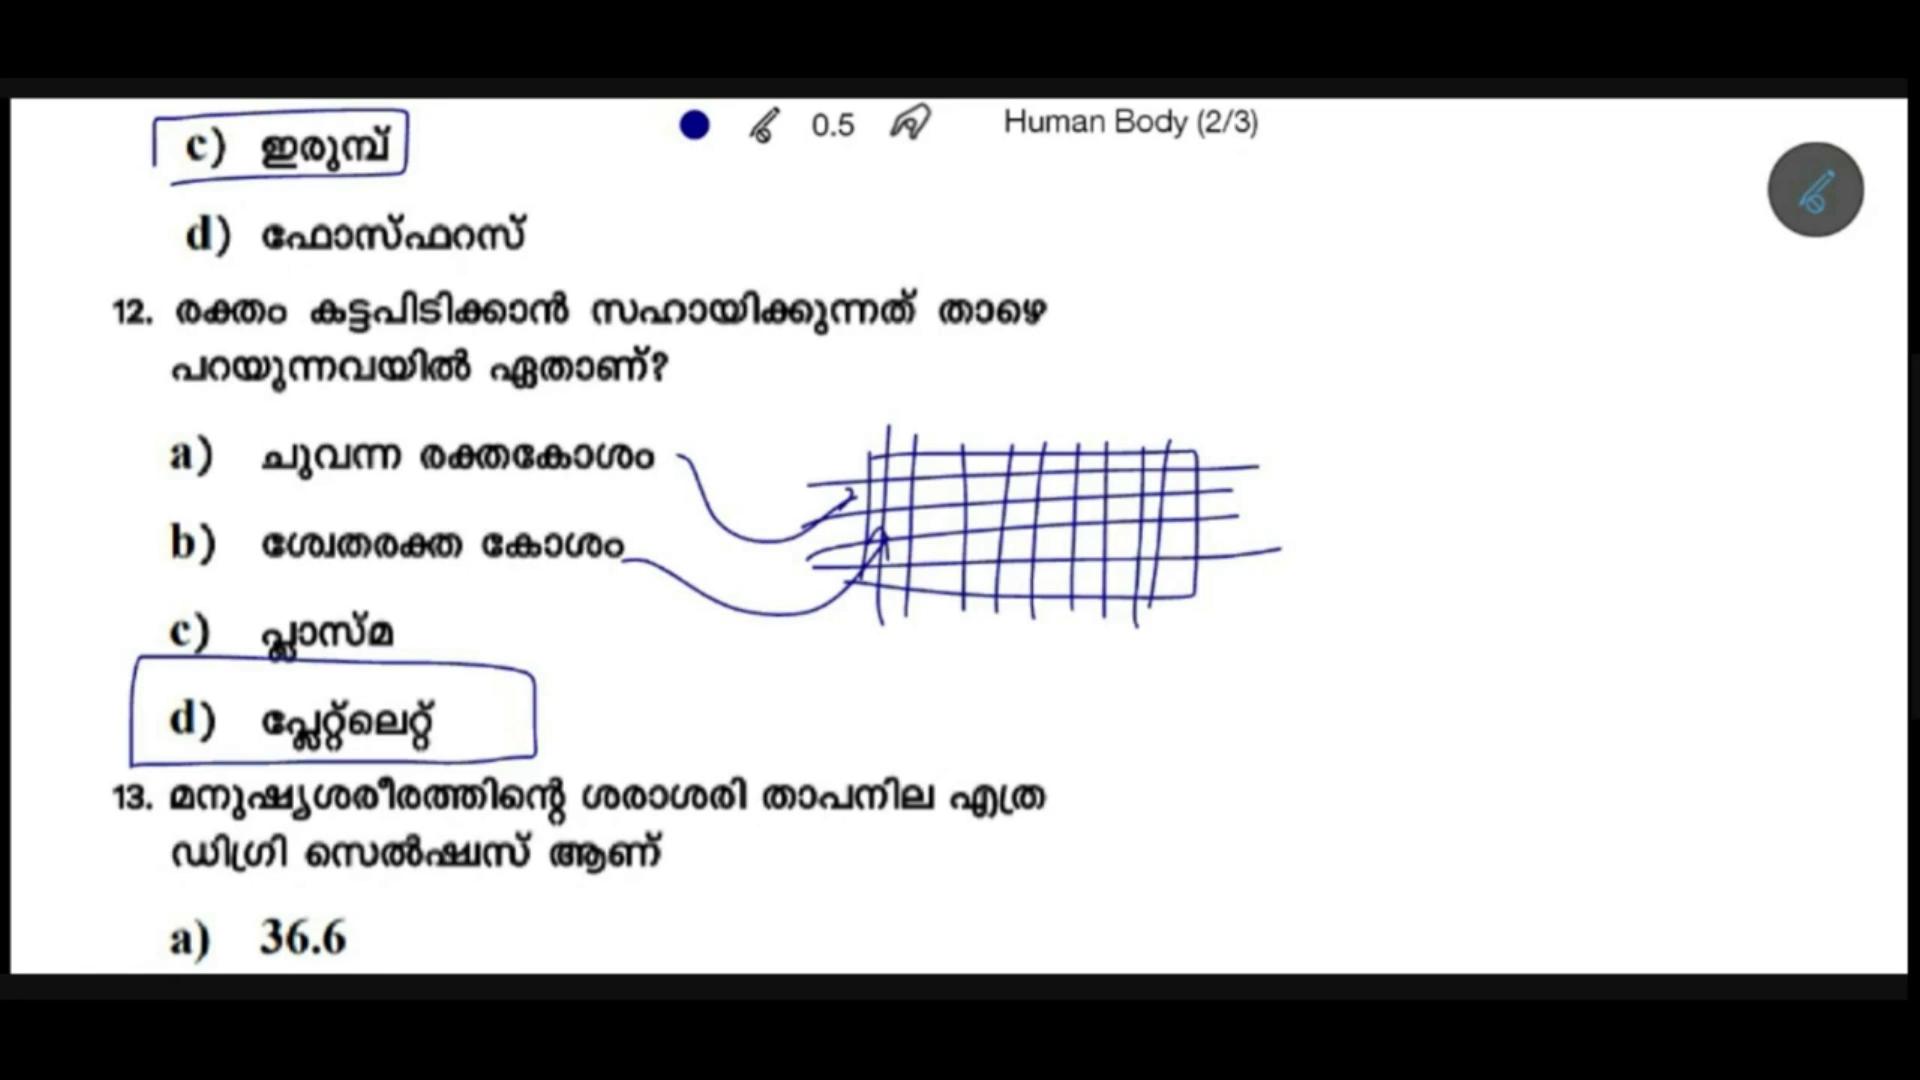 0.5 Human Body (2/3)
c) ഇരുമ്പ്
d) ഫോസ്ഫറസ്
12. രക്തം കട്ടപിടിക്കാൻ സഹായിക്കുന്നത് താഴെ
പറയുന്നവയിൽ ഏതാണ്?
a) ചുവന്ന രക്തകോശം
b) ശ്വേതരക്ത കോശം
c) പ്ലാസ്മ
d) പ്ലേറ്റ്ലെറ്റ്
13. മനുഷ്യശരീരത്തിന്റെ ശരാശരി താപനില എത്ര
ഡിഗ്രി സെൽഷ്യസ് ആണ്
a) 36.6